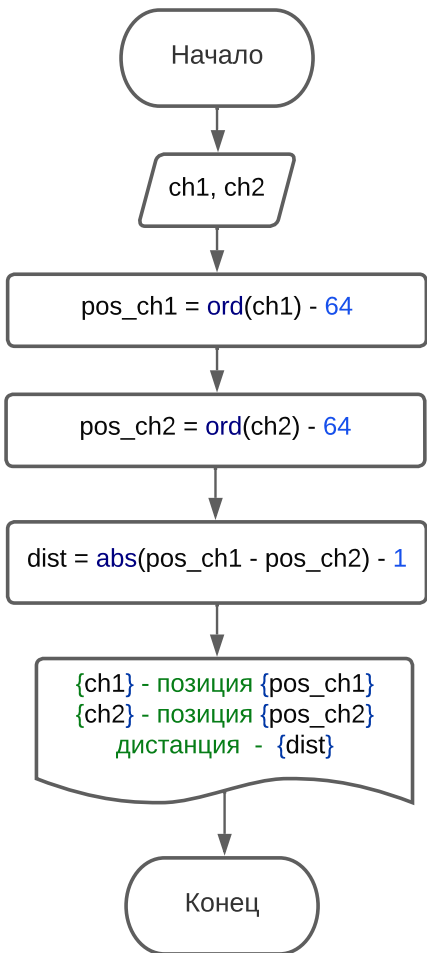 Начало
ch1, ch2
pos_ch1 = ord(ch1) - 64
pos_ch2 = ord(ch2) - 64
dist = abs(pos_ch1 - pos_ch2) - 1
{ch1} - позиция {pos_ch1}
{ch2} - позиция {pos_ch2}
дистанция - {dist}
Конец